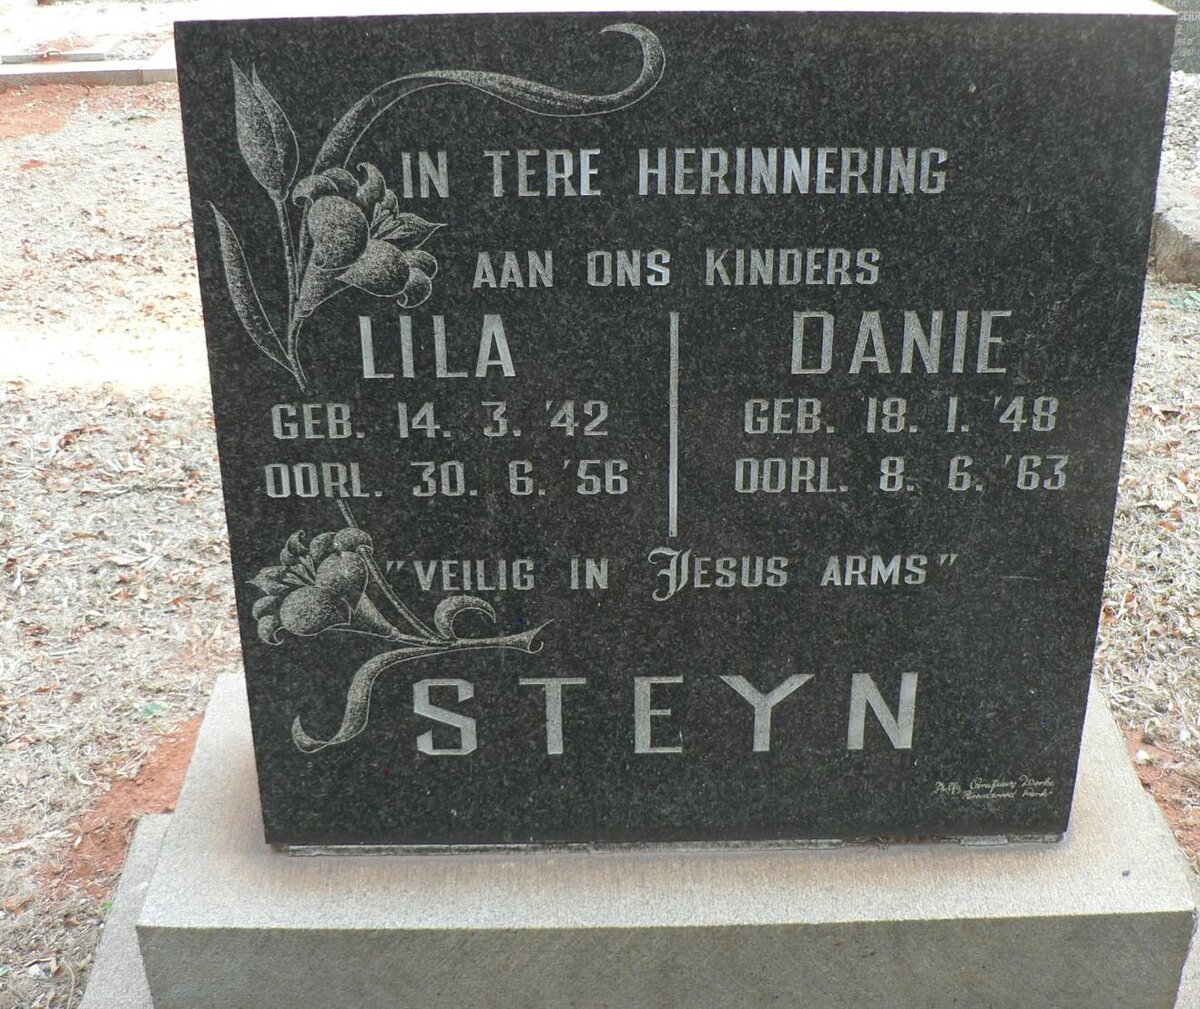 IN TERE HERINNERING
AAN ONS KINDERS
LILA
GEB. 14. 3. '42
OORL. 30. 6. '56
DANIE
GEB. 18. 1. '48
OORL. 8. 6. '63
"VEILIG IN JESUS ARMS"
STEYN